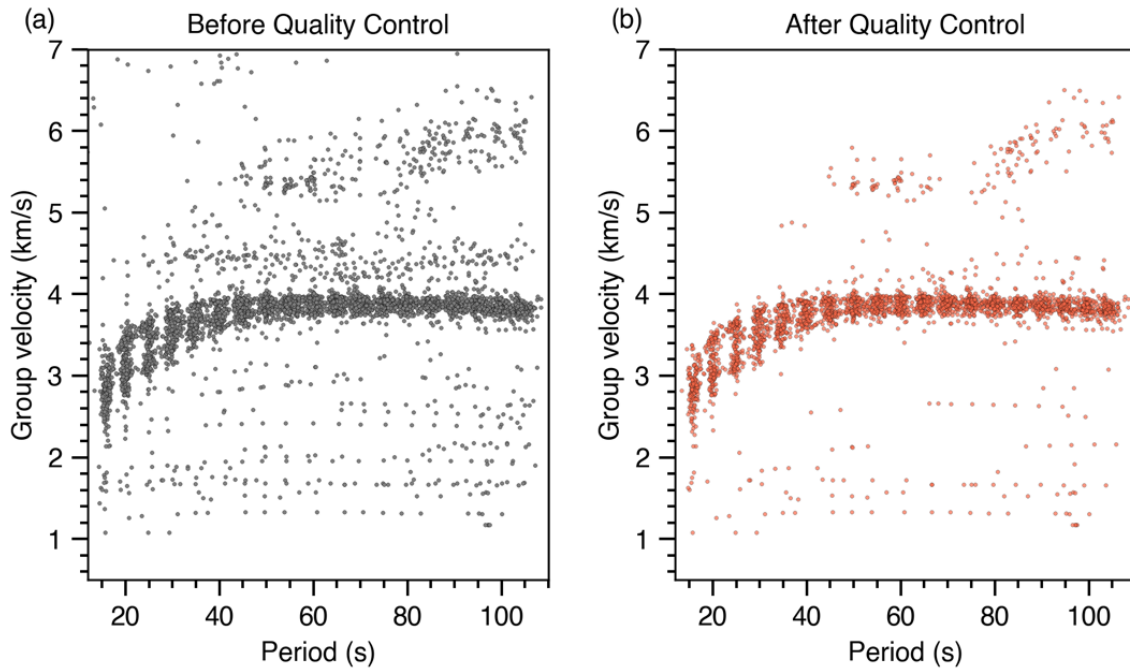 (a) Before Quality Control
Group velocity (km/s)
7
6
5
4
3
2
1
20 40 60 80 100
Period (s)
(b) After Quality Control
Group velocity (km/s)
7
6
5
4
3
2
1
20 40 60 80 100
Period (s)